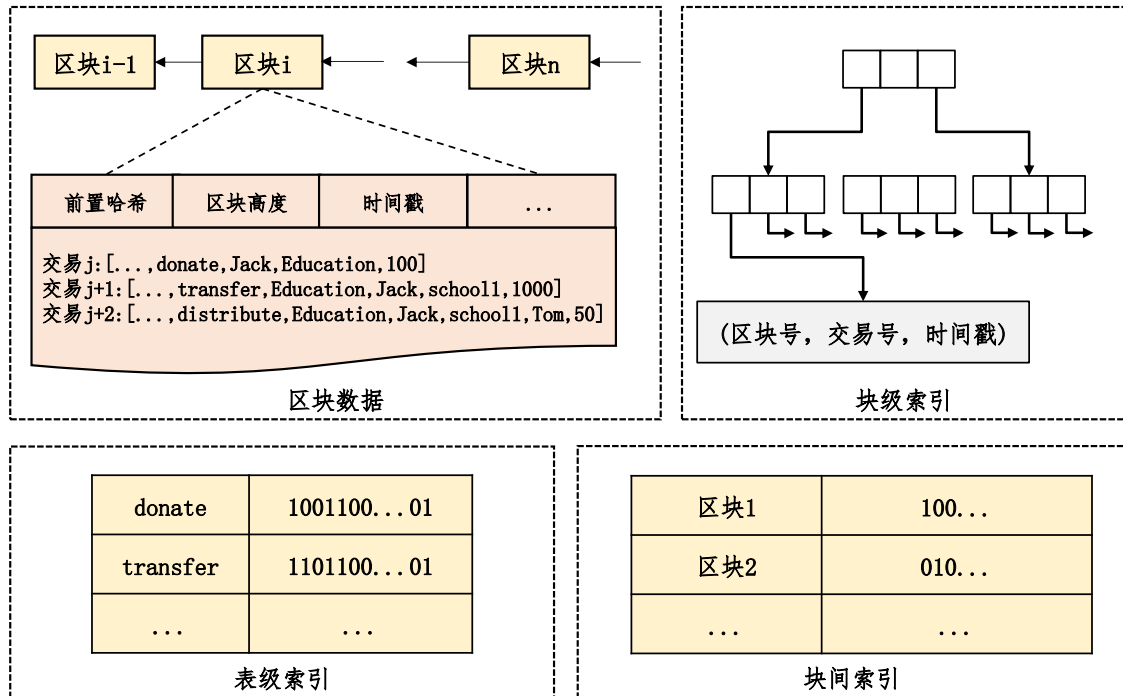 区块i-1 区块i 区块n
前置哈希 区块高度 时间戳 ...
交易j:[...,donate,Jack,Education,100]
交易j+1:[...,transfer,Education,Jack,school1,1000]
交易j+2:[...,distribute,Education,Jack,school1,Tom,50]
区块数据
(区块号，交易号，时间戳)
块级索引
donate 1001100...01
transfer 1101100...01
... ...
表级索引
区块1 100...
区块2 010...
... ...
块间索引